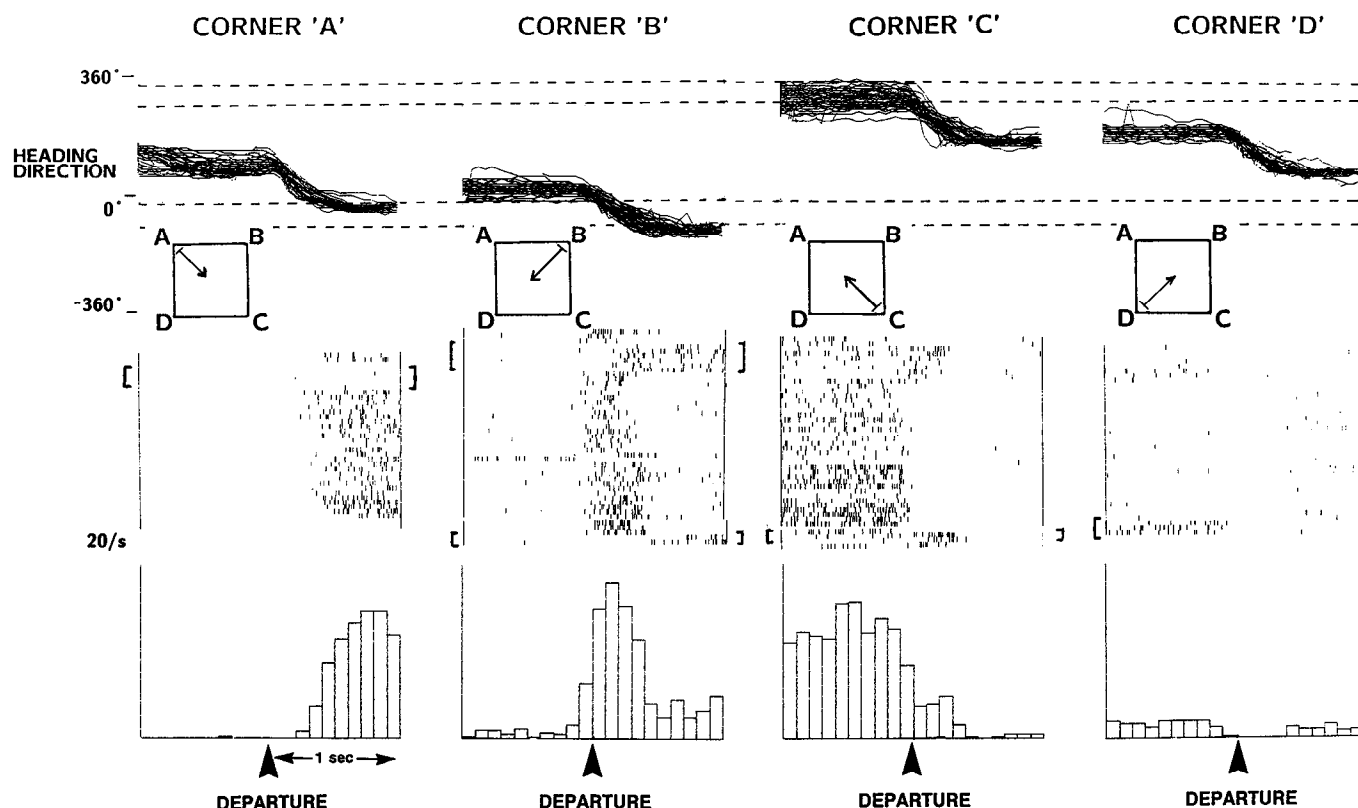 CORNER 'A'
CORNER 'B'
CORNER 'C'
CORNER 'D'
360°
HEADING
DIRECTION
0°
-360°
A B
D C
A B
D C
A B
D C
A B
D C
20/s
1 sec
DEPARTURE
DEPARTURE
DEPARTURE
DEPARTURE